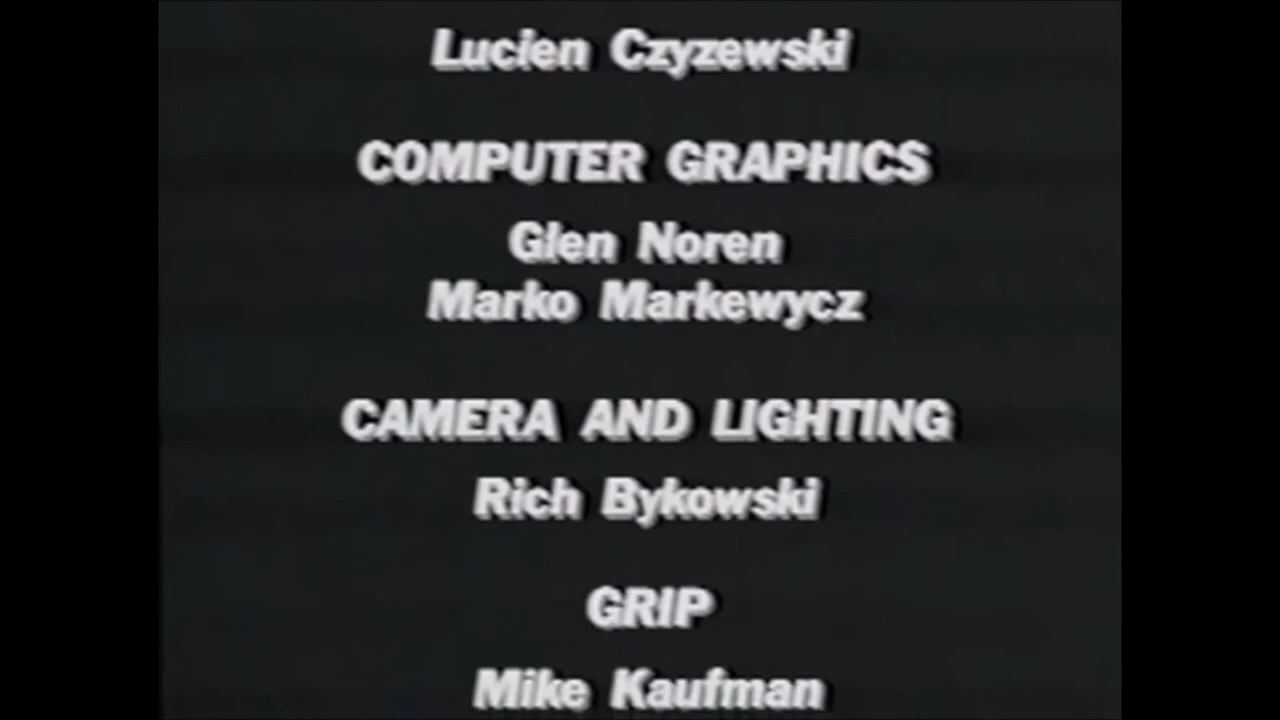 Lucien Czyzewski
COMPUTER GRAPHICS
Glen Noren
Marko Markewycz
CAMERA AND LIGHTING
Rich Bykowski
GRIP
Mike Kaufman